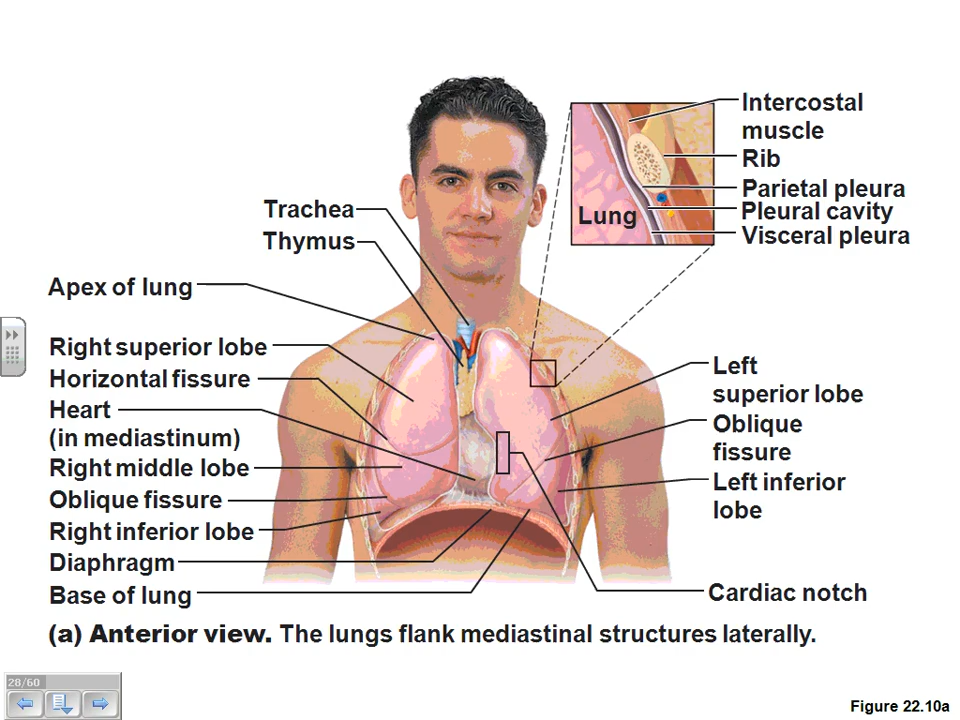 Intercostal
muscle
Rib
Parietal pleura
Pleural cavity
Visceral pleura
Lung
Trachea
Thymus
Apex of lung
Right superior lobe
Horizontal fissure
Heart
(in mediastinum)
Right middle lobe
Oblique fissure
Right inferior lobe
Diaphragm
Base of lung
Left
superior lobe
Oblique
fissure
Left inferior
lobe
Cardiac notch
(a) Anterior view. The lungs flank mediastinal structures laterally.
28/60
Figure 22.10a